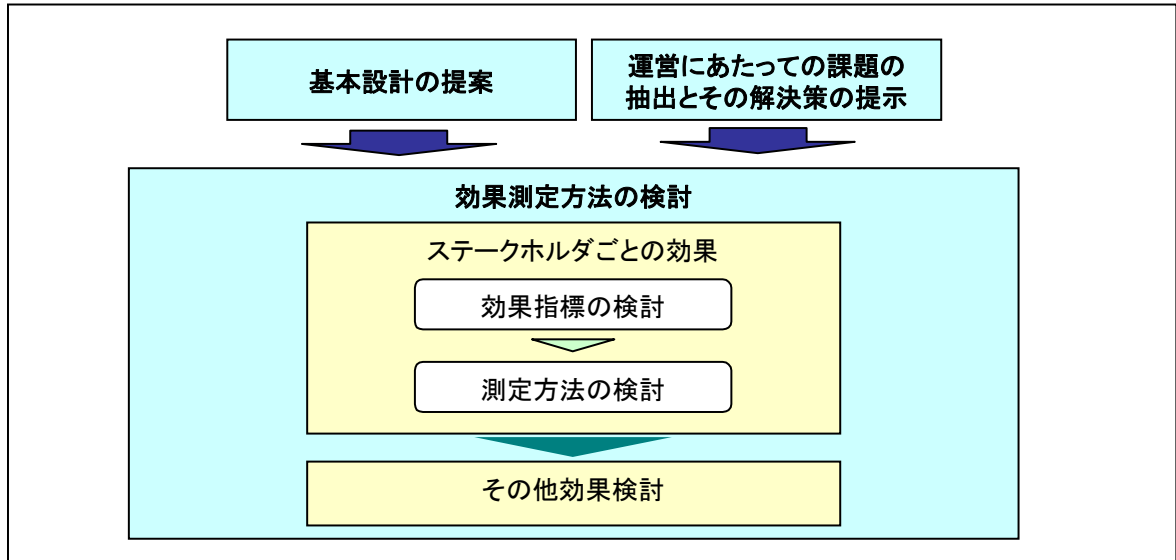 基本設計の提案
運営にあたっての課題の
抽出とその解決策の提示
効果測定方法の検討
ステークホルダごとの効果
効果指標の検討
測定方法の検討
その他効果検討